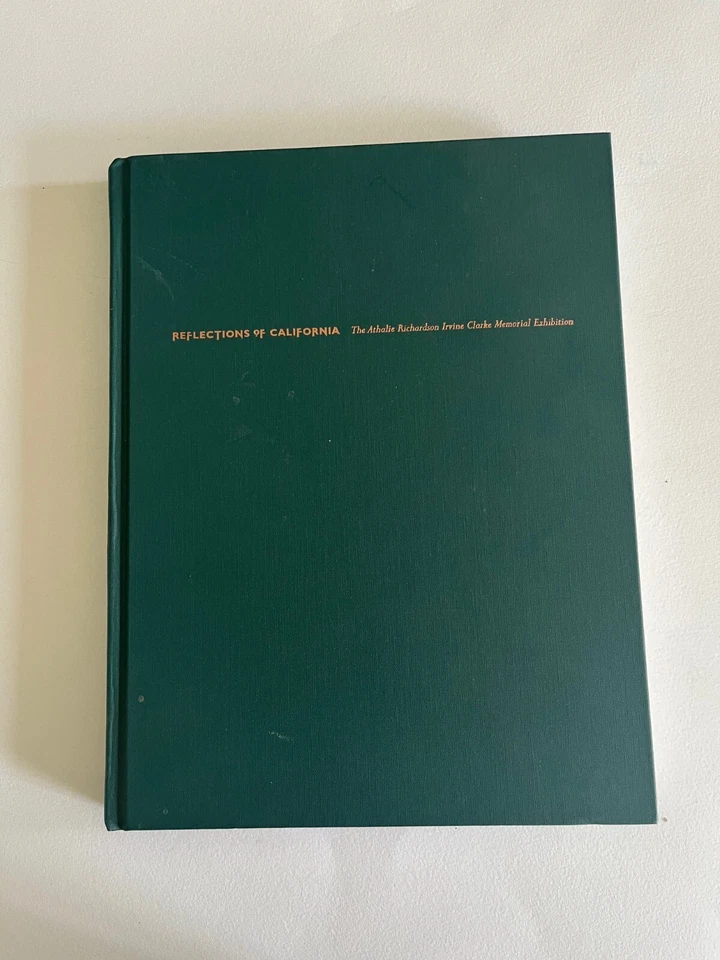 REFLECTIONS OF CALIFORNIA The Athalie Richardson Irvine Clarke Memorial Exhibition